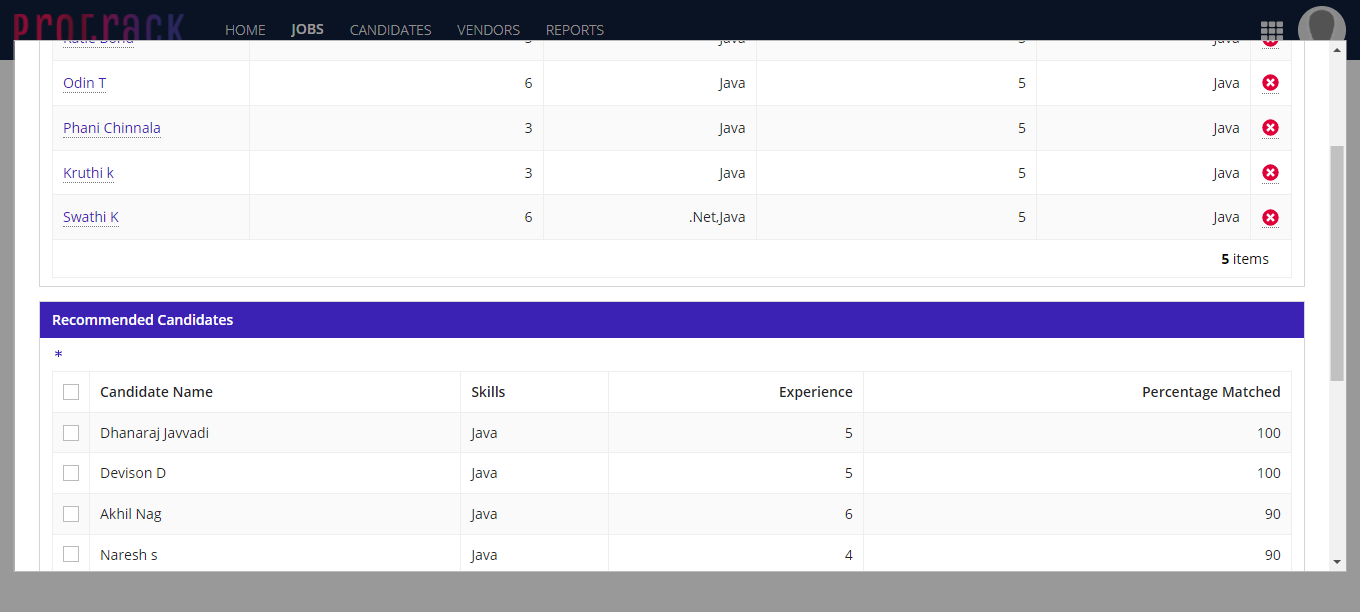 ProTrack HOME JOBS CANDIDATES VENDORS REPORTS
Katie Bond 5 Java 5 Java
Odin T 6 Java 5 Java
Phani Chinnala 3 Java 5 Java
Kruthi k 3 Java 5 Java
Swathi K 6 .Net,Java 5 Java
5 items
Recommended Candidates
*
Candidate Name Skills Experience Percentage Matched
Dhanaraj Javvadi Java 5 100
Devison D Java 5 100
Akhil Nag Java 6 90
Naresh s Java 4 90